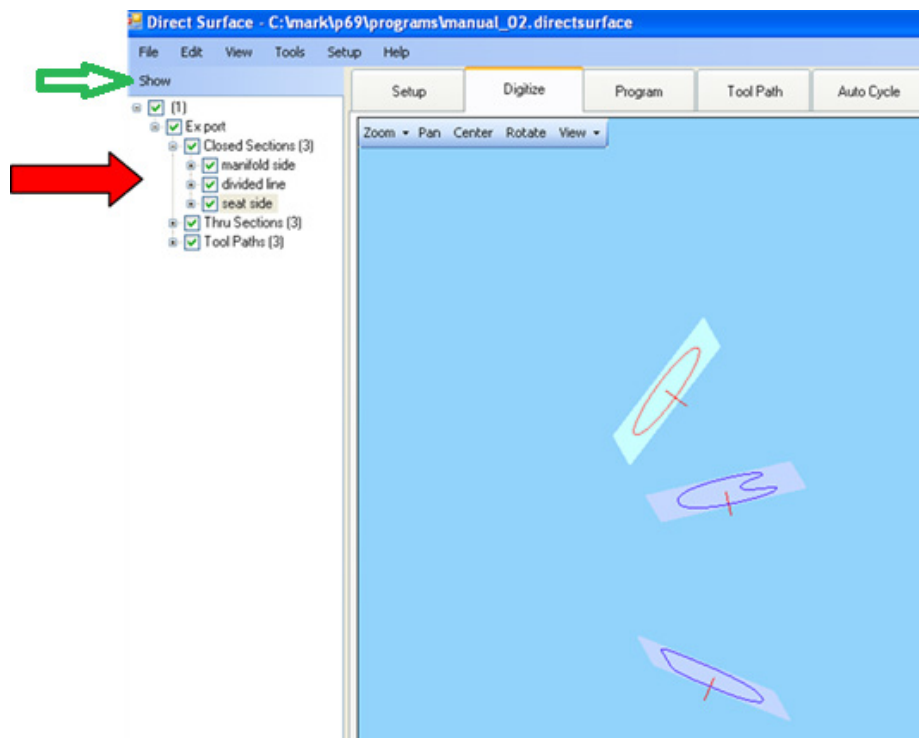 Direct Surface - C:\mark\p69\programs\manual_02.directsurface
File Edit View Tools Setup Help
Show
Setup Digitize Program Tool Path Auto Cycle
(1)
Ex port
Closed Sections (3)
manifold side
divided line
seat side
Thru Sections (3)
Tool Paths (3)
Zoom Pan Center Rotate View